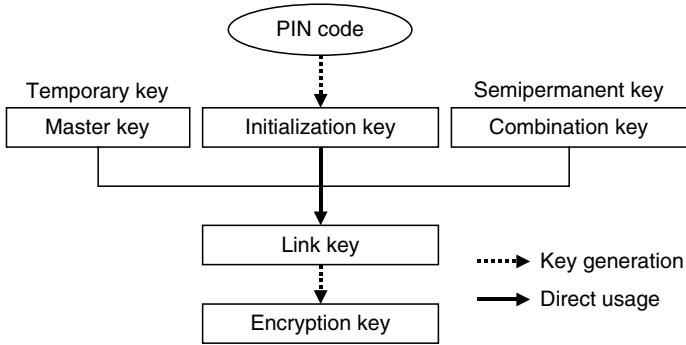 PIN code
Temporary key
Semipermanent key
Master key
Initialization key
Combination key
Link key
Key generation
Direct usage
Encryption key